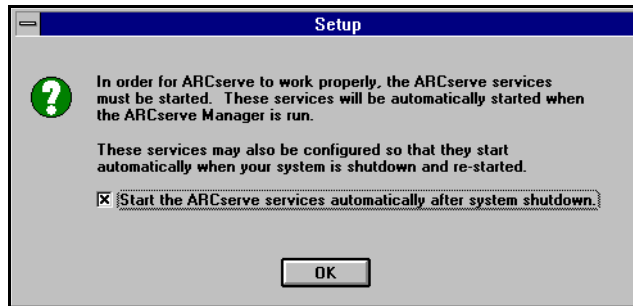 Setup
In order for ARCserve to work properly, the ARCserve services
must be started. These services will be automatically started when
the ARCserve Manager is run.
These services may also be configured so that they start
automatically when your system is shutdown and re-started.
Start the ARCserve services automatically after system shutdown.
OK